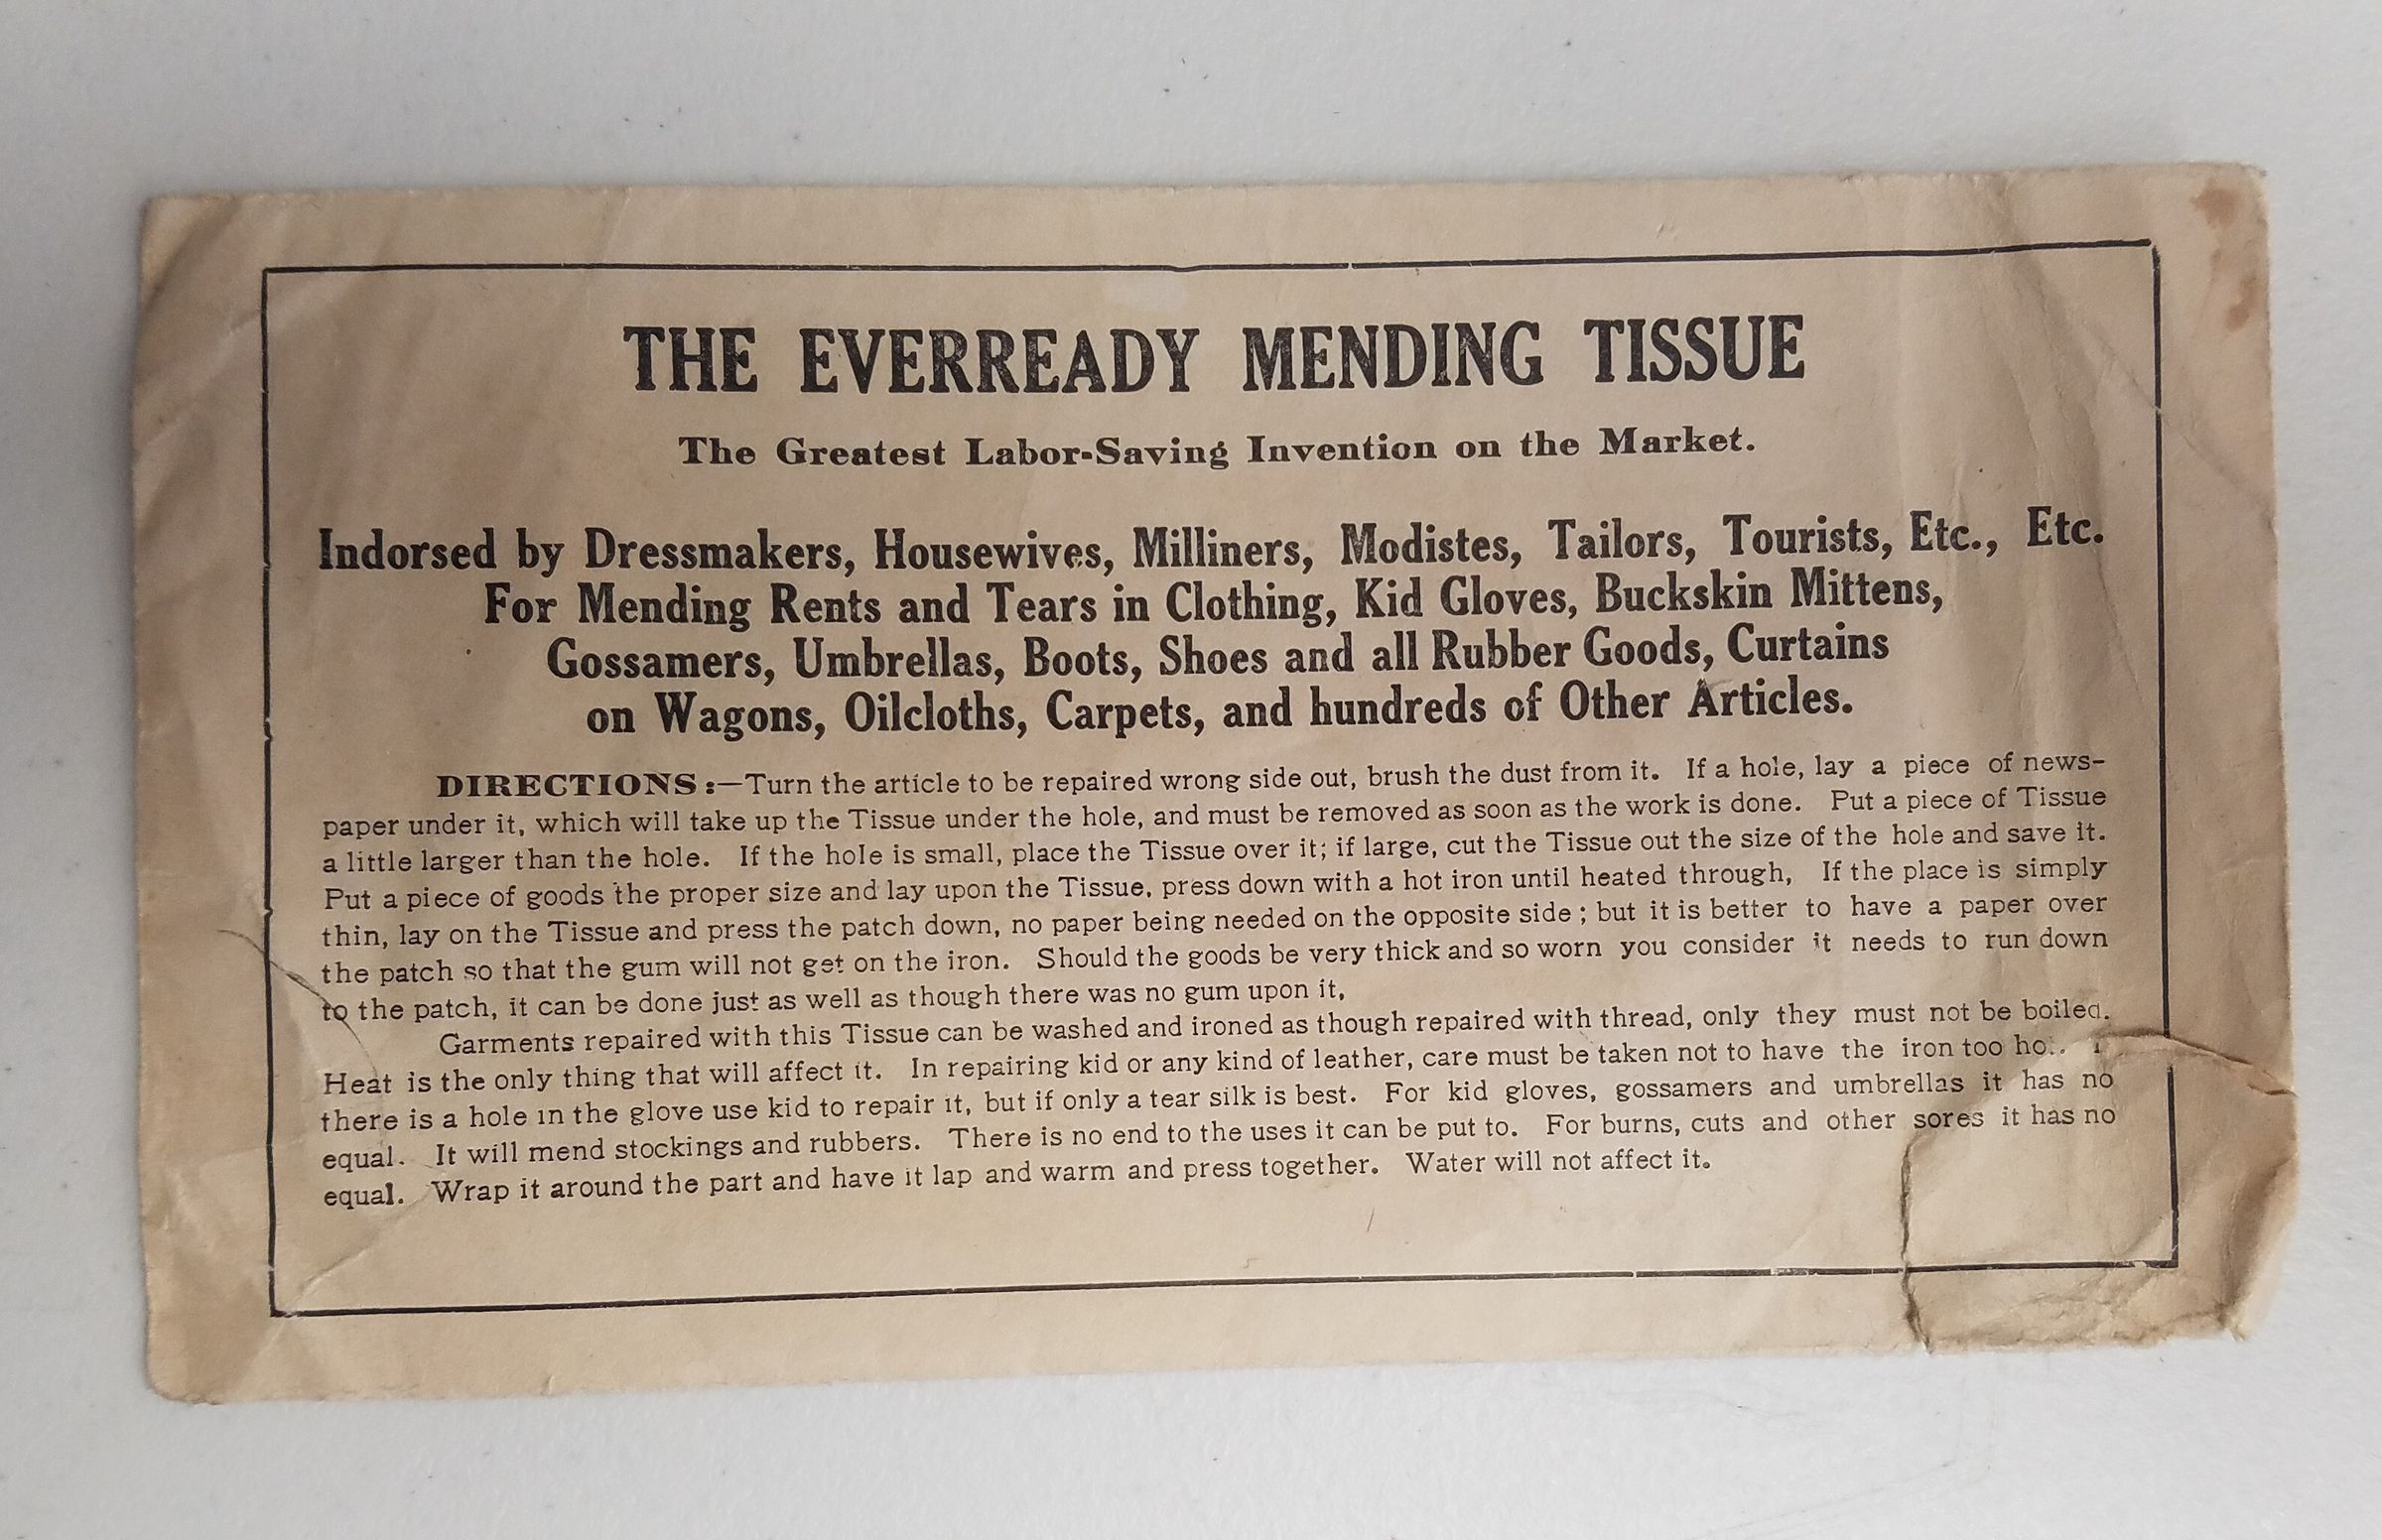 THE EVERREADY MENDING TISSUE
The Greatest Labor-Saving Invention on the Market.
Indorsed by Dressmakers, Housewives, Milliners, Modistes, Tailors, Tourists, Etc., Etc.
For Mending Rents and Tears in Clothing, Kid Gloves, Buckskin Mittens,
Gossamers, Umbrellas, Boots, Shoes and all Rubber Goods, Curtains
on Wagons, Oilcloths, Carpets, and hundreds of Other Articles.
DIRECTIONS:—Turn the article to be repaired wrong side out, brush the dust from it. If a hole, lay a piece of news-
paper under it, which will take up the Tissue under the hole, and must be removed as soon as the work is done. Put a piece of Tissue
a little larger than the hole. If the hole is small, place the Tissue over it; if large, cut the Tissue out the size of the hole and save it.
Put a piece of goods the proper size and lay upon the Tissue, press down with a hot iron until heated through, If the place is simply
thin, lay on the Tissue and press the patch down, no paper being needed on the opposite side; but it is better to have a paper over
the patch so that the gum will not get on the iron. Should the goods be very thick and so worn you consider it needs to run down
to the patch, it can be done just as well as though there was no gum upon it,
Garments repaired with this Tissue can be washed and ironed as though repaired with thread, only they must not be boiled.
Heat is the only thing that will affect it. In repairing kid or any kind of leather, care must be taken not to have the iron too hot.
there is a hole in the glove use kid to repair it, but if only a tear silk is best. For kid gloves, gossamers and umbrellas it has no
equal. It will mend stockings and rubbers. There is no end to the uses it can be put to. For burns, cuts and other sores it has no
equal. Wrap it around the part and have it lap and warm and press together. Water will not affect it.